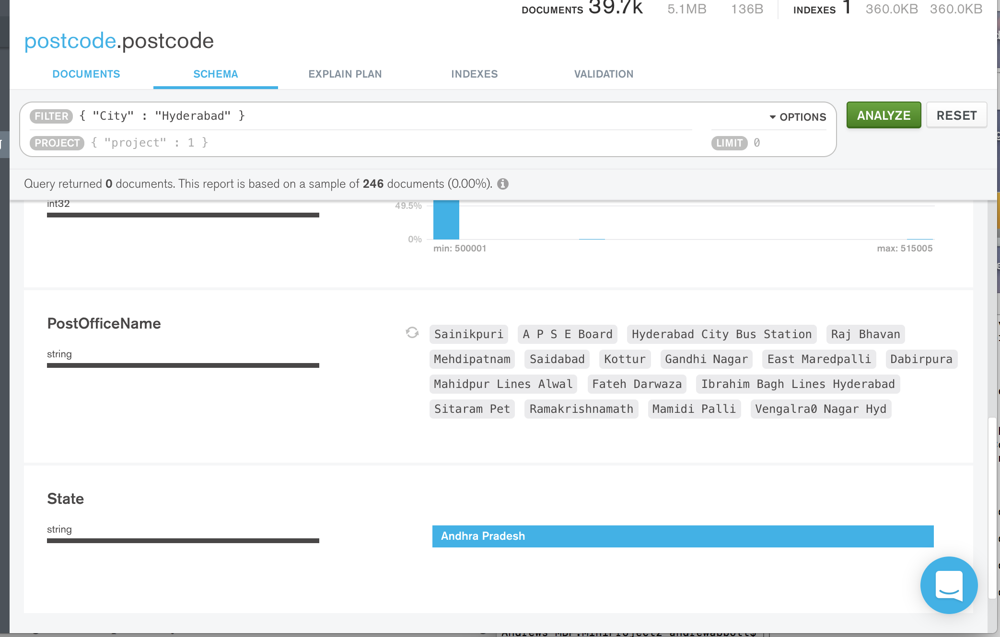 DOCUMENTS 39.7k 5.1MB 136B INDEXES 1 360.0KB 360.0KB
postcode.postcode
DOCUMENTS SCHEMA EXPLAIN PLAN INDEXES VALIDATION
FILTER { "City" : "Hyderabad" } OPTIONS ANALYZE RESET
PROJECT { "project" : 1 } LIMIT 0
Query returned 0 documents. This report is based on a sample of 246 documents (0.00%).
int32
49.5%
0%
min: 500001 max: 515005
PostOfficeName
string
Sainikpuri A P S E Board Hyderabad City Bus Station Raj Bhavan
Mehdipatnam Saidabad Kottur Gandhi Nagar East Maredpalli Dabirpura
Mahidpur Lines Alwal Fateh Darwaza Ibrahim Bagh Lines Hyderabad
Sitaram Pet Ramakrishnamath Mamidi Palli Vengalra0 Nagar Hyd
State
string
Andhra Pradesh
Andrews-MBP:MiniProject2 andrewabbott$